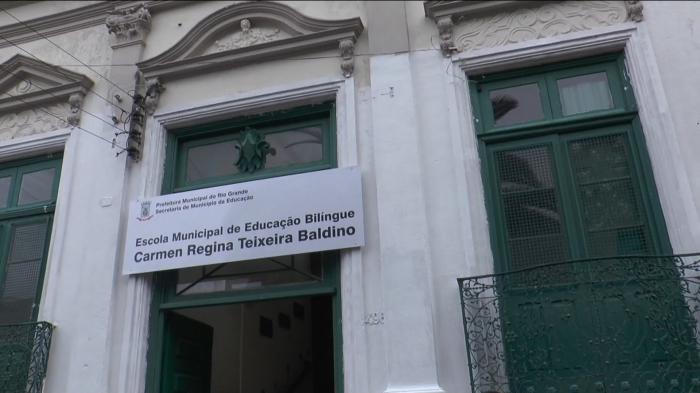 Prefeitura Municipal do Rio Grande
Secretaria de Município da Educação
Escola Municipal de Educação Bilíngue
Carmen Regina Teixeira Baldino